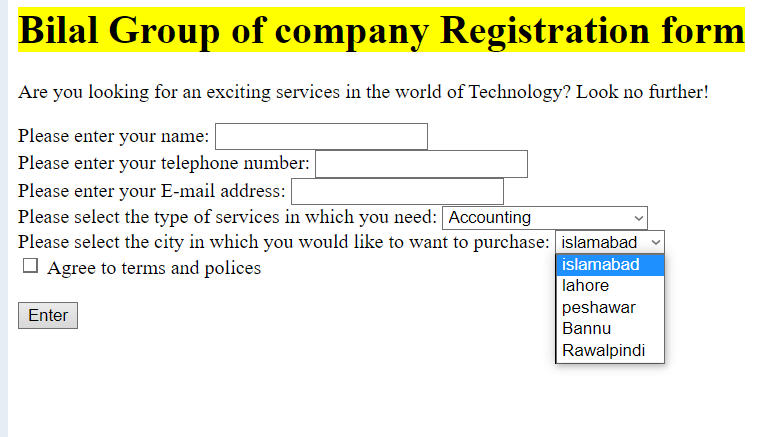 Bilal Group of company Registration form
Are you looking for an exciting services in the world of Technology? Look no further!
Please enter your name:
Please enter your telephone number:
Please enter your E-mail address:
Please select the type of services in which you need: Accounting
Please select the city in which you would like to want to purchase: islamabad
islamabad
lahore
peshawar
Bannu
Rawalpindi
Agree to terms and polices
Enter